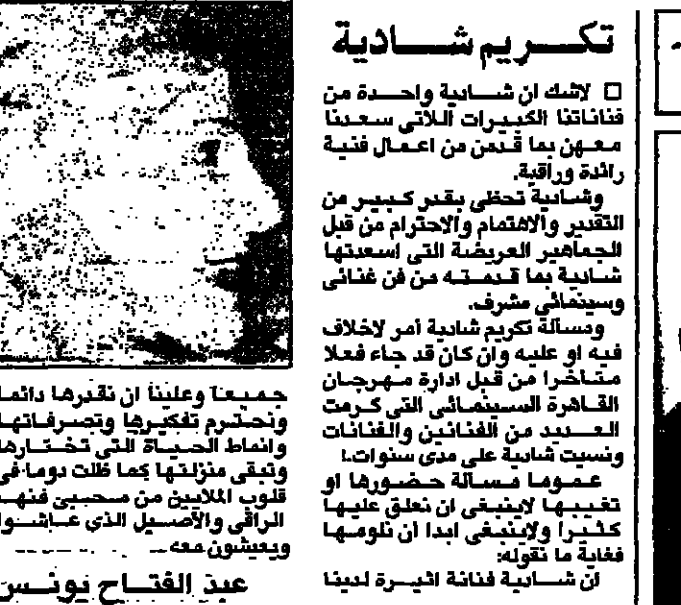 تكريم شادية
□ لاشك ان شادية واحدة من
فناناتنا الكبيرات اللاتى سعدنا
معهن بما قدمن من اعمال فنية
رائدة وراقية.
وشادية تحظى بقدر كبير من
التقدير والاهتمام والاحترام من قبل
الجماهير العريضة التى اسعدتها
شادية بما قدمته من فن غنائى
وسينمائى مشرف.
ومسألة تكريم شادية أمر لاخلاف
فيه او عليه وان كان قد جاء فعلا
متاخرا من قبل ادارة مهرجان
القاهرة السينمائى التى كرمت
العديد من الفنانين والفنانات
ونسيت شادية على مدى سنوات.!
عموما مسالة حضورها او
تغيبها لاينبغى ان نعلق عليها
كثيرا ولاينبغى ابدا أن نلومها
فغاية ما نقوله:
ان شادية فنانة اثيرة لدينا
جميعا وعلينا ان نقدرها دائما
ونحترم تفكيرها وتصرفاتها
وانماط الحياة التى تختارها
وتبقى منزلتها كما ظلت دوما فى
قلوب الملايين من محبى فنها
الراقى والأصيل الذي عاشوا
ويعيشون معه
عبد الفتاح يونس